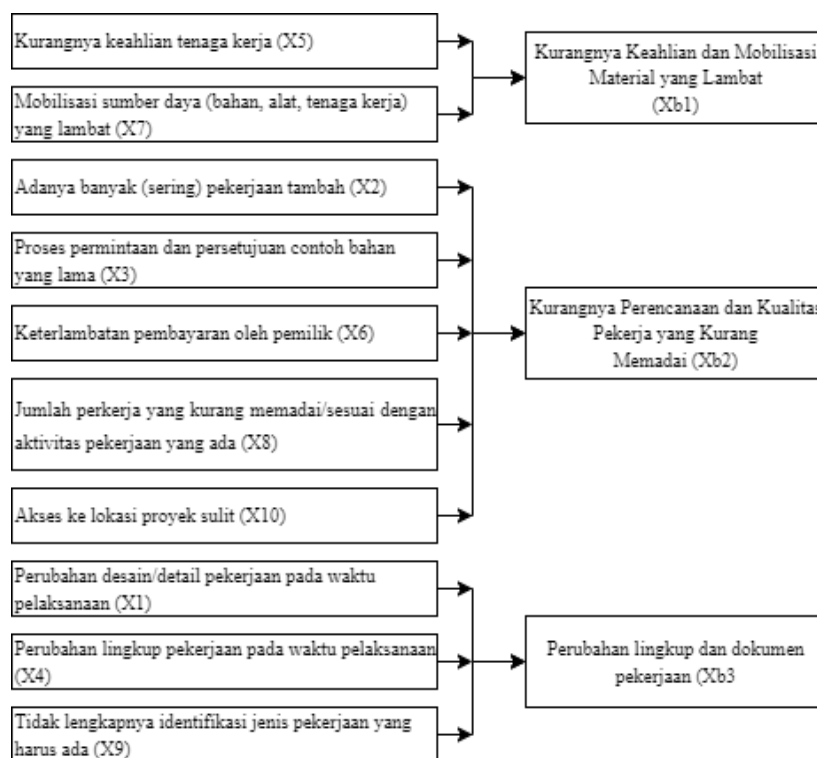 Kurangnya keahlian tenaga kerja (X5)
Mobilisasi sumber daya (bahan, alat, tenaga kerja)
yang lambat (X7)
Kurangnya Keahlian dan Mobilisasi
Material yang Lambat
(Xb1)
Adanya banyak (sering) pekerjaan tambah (X2)
Proses permintaan dan persetujuan contoh bahan
yang lama (X3)
Keterlambatan pembayaran oleh pemilik (X6)
Jumlah perkerja yang kurang memadai/sesuai dengan
aktivitas pekerjaan yang ada (X8)
Akses ke lokasi proyek sulit (X10)
Kurangnya Perencanaan dan Kualitas
Pekerja yang Kurang
Memadai (Xb2)
Perubahan desain/detail pekerjaan pada waktu
pelaksanaan (X1)
Perubahan lingkup pekerjaan pada waktu pelaksanaan
(X4)
Tidak lengkapnya identifikasi jenis pekerjaan yang
harus ada (X9)
Perubahan lingkup dan dokumen
pekerjaan (Xb3